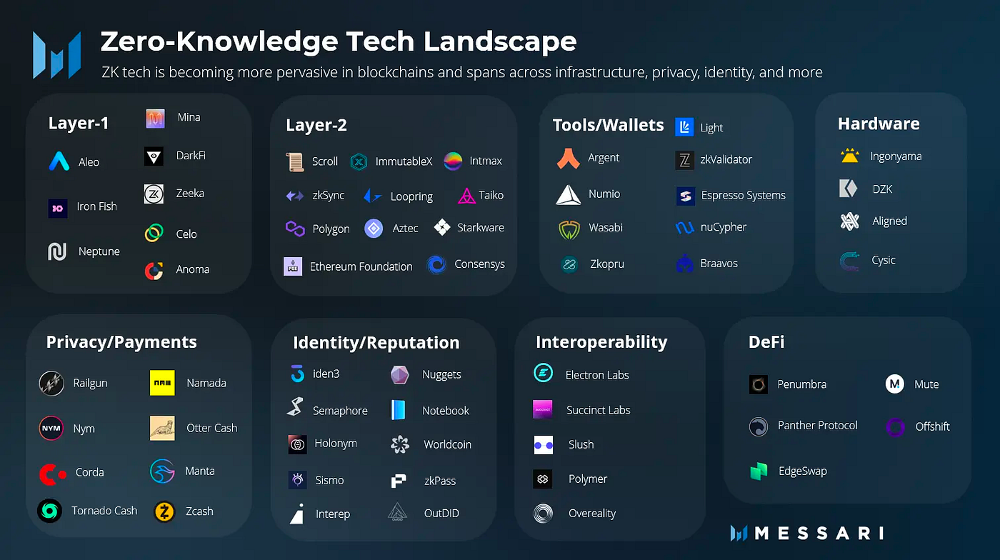 Zero-Knowledge Tech Landscape
ZK tech is becoming more pervasive in blockchains and spans across infrastructure, privacy, identity, and more
Layer-1
Aleo
Iron Fish
Neptune
Mina
DarkFi
Zeeka
Celo
Anoma
Layer-2
Scroll
ImmutableX
Intmax
zkSync
Loopring
Taiko
Polygon
Aztec
Starkware
PSE
Ethereum Foundation
Consensys
Tools/Wallets
Argent
Numio
Wasabi
Zkopru
Light
zkValidator
Espresso Systems
nuCypher
Braavos
Hardware
Ingonyama
DZK
Aligned
Cysic
Privacy/Payments
Railgun
NYM
Nym
Corda
Tornado Cash
Namada
Otter Cash
Manta
Zcash
Identity/Reputation
iden3
Semaphore
Holonym
Sismo
Interep
Nuggets
Notebook
Worldcoin
zkPass
OutDID
Interoperability
Electron Labs
succinct
Succinct Labs
Slush
Polymer
Overeality
DeFi
Penumbra
Panther Protocol
EdgeSwap
M
Mute
Offshift
MESSARI